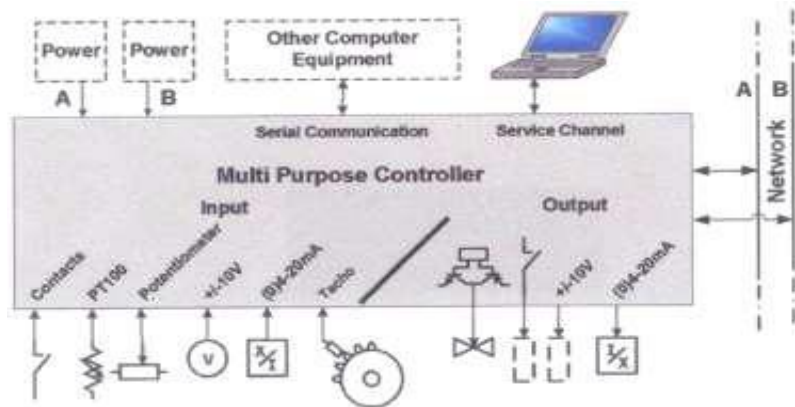 Power
Power
Other Computer
Equipment
A
B
A
B
Serial Communication
Service Channel
Multi Purpose Controller
Network
Input
Output
Contacts
PT100
Potentiometer
+/-10V
(0)4-20mA
Tacho
+/-10V
(0)4-20mA
V
X/I
I/X